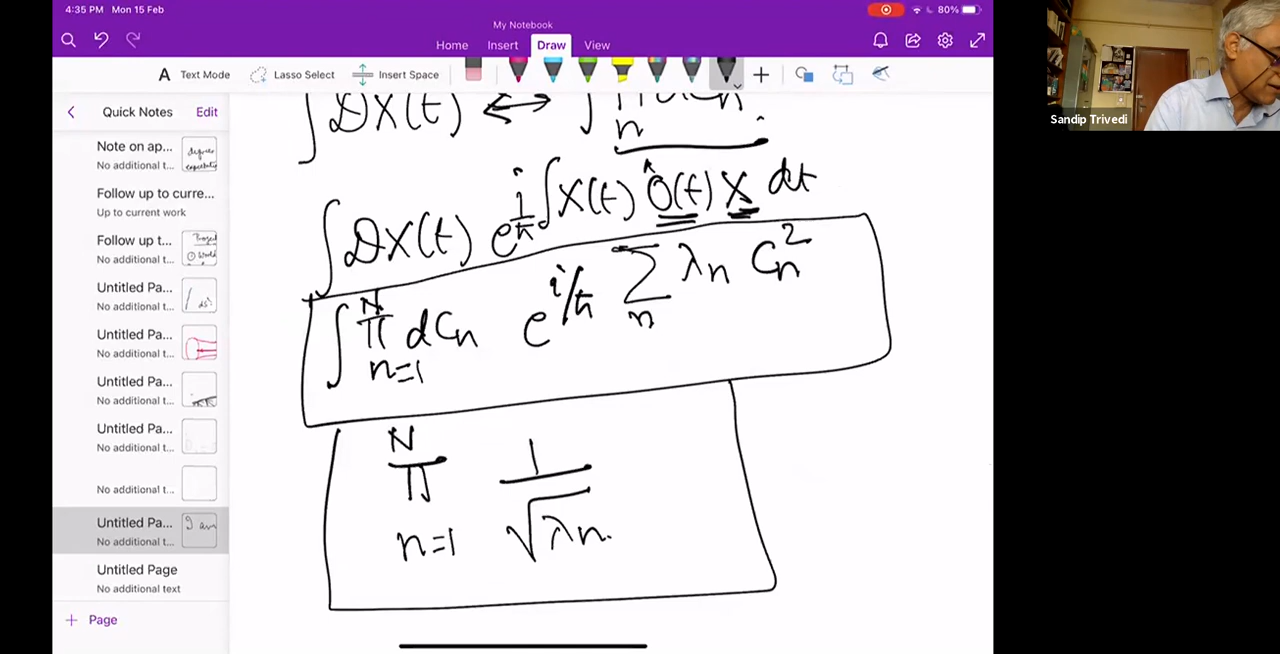 4:35 PM Mon 15 Feb
80%
My Notebook
Home Insert Draw View
A Text Mode Lasso Select Insert Space
Quick Notes Edit
Note on ap...
No additional t...
Follow up to curre...
Up to current work
Follow up t...
No additional t...
Untitled Pa...
No additional t...
Untitled Pa...
No additional t...
Untitled Pa...
No additional t...
Untitled Pa...
No additional t...
No additional t...
Untitled Pa...
No additional t...
Untitled Page
No additional text
+ Page
∫ DX(t) ↔ ∫ Π dCn
n
∫ DX(t) e^{i/ħ ∫ X(t) Ô(t) X dt}
∫ Π_{n=1}^{N} dCn e^{i/ħ Σ_n λn Cn²}
Π_{n=1}^{N} 1/√λn
Sandip Trivedi